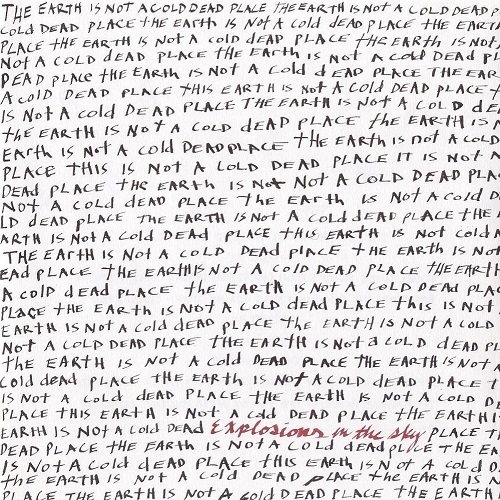 THE EARTH IS NOT A COLD DEAD PLACE THE EARTH IS NOT A COLD DEAD
COLD DEAD PLACE THE EARTH IS NOT A COLD DEAD PLACE THE EARTH
PLACE THE EARTH IS NOT A COLD DEAD PLACE THE EARTH IS NOT
NOT A COLD DEAD PLACE THE EARTH IS NOT A COLD DEAD PL
DEAD PLACE THE EARTH IS NOT A COLD DEAD PLACE THE EAR
A COLD DEAD PLACE THIS EARTH IS NOT A COLD DEAD PLACE
IS NOT A COLD DEAD PLACE THE EARTH IS NOT A COLD DE
THE EARTH IS NOT A COLD DEAD PLACE THE EARTH IS N
EARTH IS NOT A COLD DEAD PLACE THE EARTH IS NOT A COLD
PLACE THIS IS NOT A COLD DEAD PLACE IT IS NOT A
DEAD PLACE THE EARTH IS NOT NOT A COLD DEAD PLA
NOT A COLD DEAD PLACE THE EARTH IS NOT A COLD D
LD DEAD PLACE THE EARTH IS NOT A COLD DEAD PLACE THE
ARTH IS NOT A COLD DEAD PLACE THIS EARTH IS NOT COLD A
THE EARTH IS NOT A COLD DEAD PLACE THE EARTH IS NOT
EAD PLACE THE EARTH IS NOT A COLD DEAD PLACE THE EARTH
A COLD DEAD PLACE THE EARTH IS NOT A COLD DEAD PLACE
PLACE THE EARTH IS NOT A COLD DEAD PLACE THIS IS NOT
EARTH IS NOT A COLD DEAD PLACE THE EARTH IS NOT A COLD
NOT A COLD DEAD PLACE THE EARTH IS NOT A COLD DEAD PL
THE EARTH IS NOT A COLD DEAD PLACE THE EARTH IS NOT A
COLD DEAD PLACE THE EARTH IS NOT A COLD DEAD PLACE T
IS NOT A COLD DEAD PLACE THE EARTH IS NOT A COLD D
PLACE THIS EARTH IS NOT A COLD DEAD PLACE THE EARTH I
EARTH IS NOT A COLD DEAD Explosions in the sky PLACE T
DEAD PLACE THE EARTH IS NOT A COLD DEAD PLACE THE EA
IS NOT A COLD DEAD PLACE THIS EARTH IS NOT A COLD D
THE EARTH IS NOT A COLD DEAD PLACE THE EARTH IS N
PLACE THE EARTH IS NOT A COLD DEAD PLACE THE EARTH